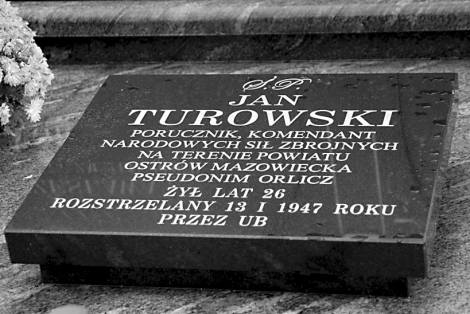 Ś.P.
JAN
TUROWSKI
PORUCZNIK, KOMENDANT
NARODOWYCH SIŁ ZBROJNYCH
NA TERENIE POWIATU
OSTRÓW MAZOWIECKA
PSEUDONIM ORLICZ
ŻYŁ LAT 26
ROZSTRZELANY 13 I 1947 ROKU
PRZEZ UB